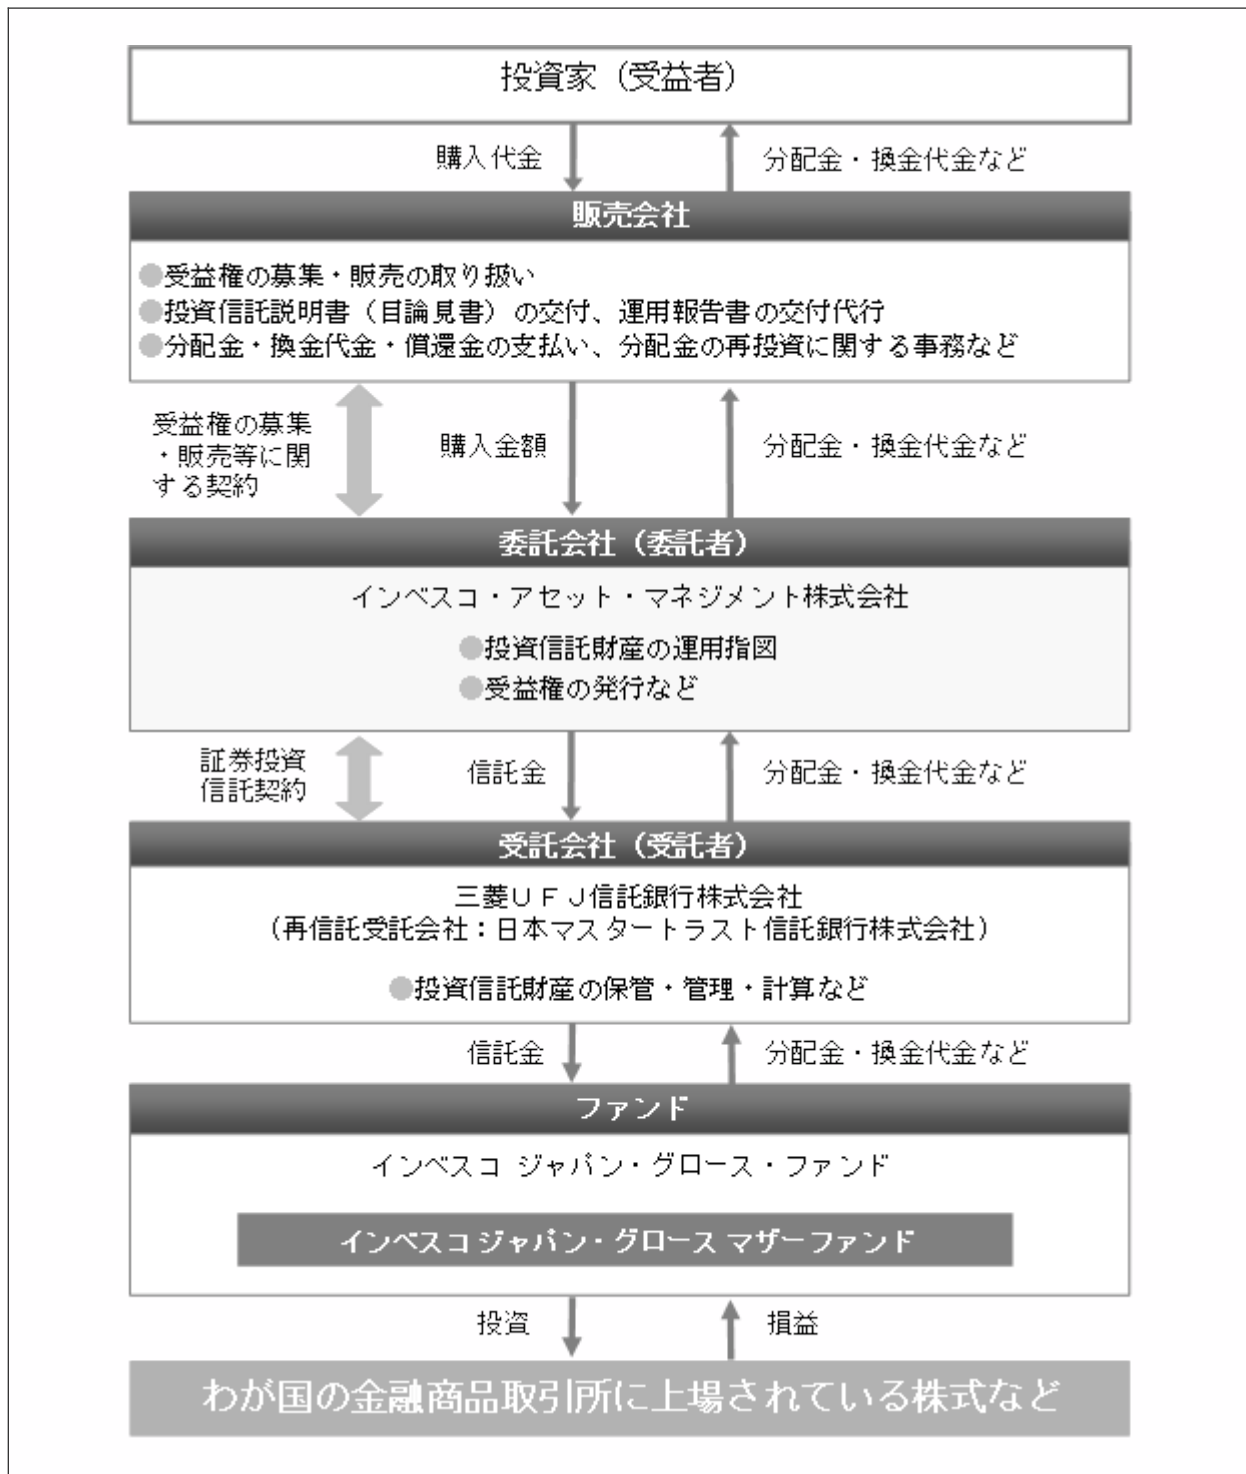 投資家（受益者）
購入代金
分配金・換金代金など
販売会社
●受益権の募集・販売の取り扱い
●投資信託説明書（目論見書）の交付、運用報告書の交付代行
●分配金・換金代金・償還金の支払い、分配金の再投資に関する事務など
受益権の募集
・販売等に関
する契約
購入金額
分配金・換金代金など
委託会社（委託者）
インベスコ・アセット・マネジメント株式会社
●投資信託財産の運用指図
●受益権の発行など
証券投資
信託契約
信託金
分配金・換金代金など
受託会社（受託者）
三菱ＵＦＪ信託銀行株式会社
（再信託受託会社：日本マスタートラスト信託銀行株式会社）
●投資信託財産の保管・管理・計算など
信託金
分配金・換金代金など
ファンド
インベスコ ジャパン・グロース・ファンド
インベスコ ジャパン・グロース マザーファンド
投資
損益
わが国の金融商品取引所に上場されている株式など